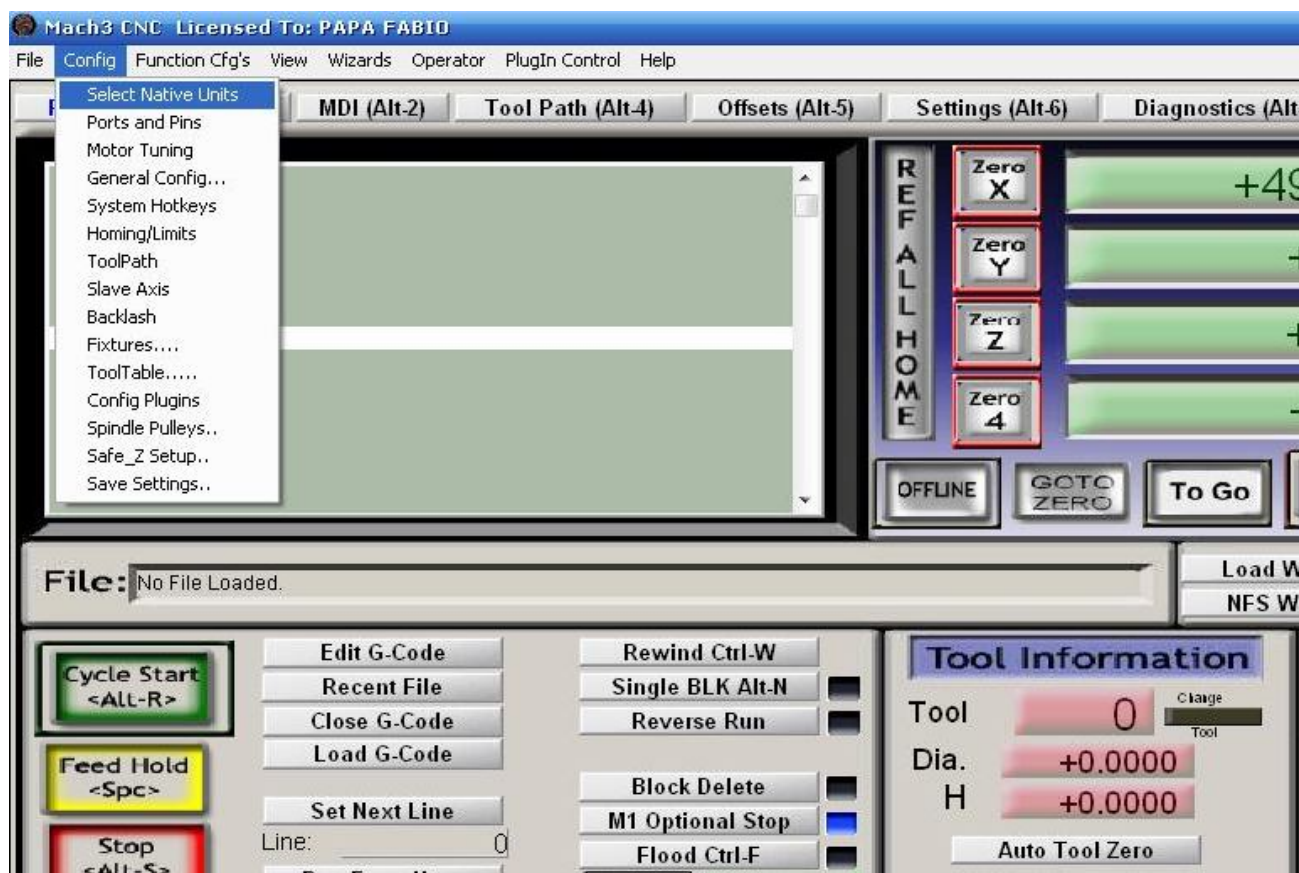 Mach3 CNC Licensed To: PAPA FABIO
File Config Function Cfg's View Wizards Operator PlugIn Control Help
Select Native Units
Ports and Pins
Motor Tuning
General Config...
System Hotkeys
Homing/Limits
ToolPath
Slave Axis
Backlash
Fixtures....
ToolTable.....
Config Plugins
Spindle Pulleys..
Safe_Z Setup..
Save Settings..
MDI (Alt-2) Tool Path (Alt-4) Offsets (Alt-5) Settings (Alt-6) Diagnostics (Alt
REF ALL HOME
Zero X
+49
Zero Y
Zero Z
Zero 4
OFFLINE GOTO ZERO To Go
File: No File Loaded.
Load W
NFS W
Cycle Start
<Alt-R>
Feed Hold
<Spc>
Stop
<Alt-S>
Edit G-Code
Recent File
Close G-Code
Load G-Code
Set Next Line
Line: 0
Rewind Ctrl-W
Single BLK Alt-N
Reverse Run
Block Delete
M1 Optional Stop
Flood Ctrl-F
Tool Information
Tool 0 Change Tool
Dia. +0.0000
H +0.0000
Auto Tool Zero